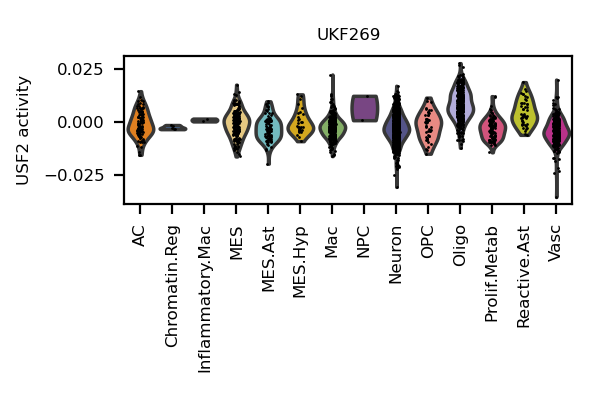 UKF269
USF2 activity
0.025
0.000
−0.025
AC
Chromatin.Reg
Inflammatory.Mac
MES
MES.Ast
MES.Hyp
Mac
NPC
Neuron
OPC
Oligo
Prolif.Metab
Reactive.Ast
Vasc